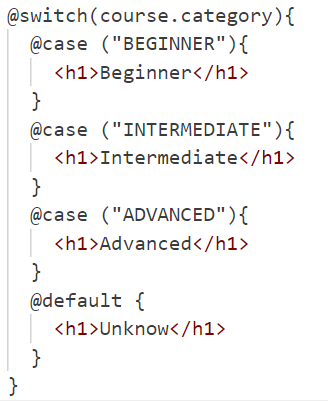 @switch(course.category){
@case ("BEGINNER"){
<h1>Beginner</h1>
}
@case ("INTERMEDIATE"){
<h1>Intermediate</h1>
}
@case ("ADVANCED"){
<h1>Advanced</h1>
}
@default {
<h1>Unknow</h1>
}
}